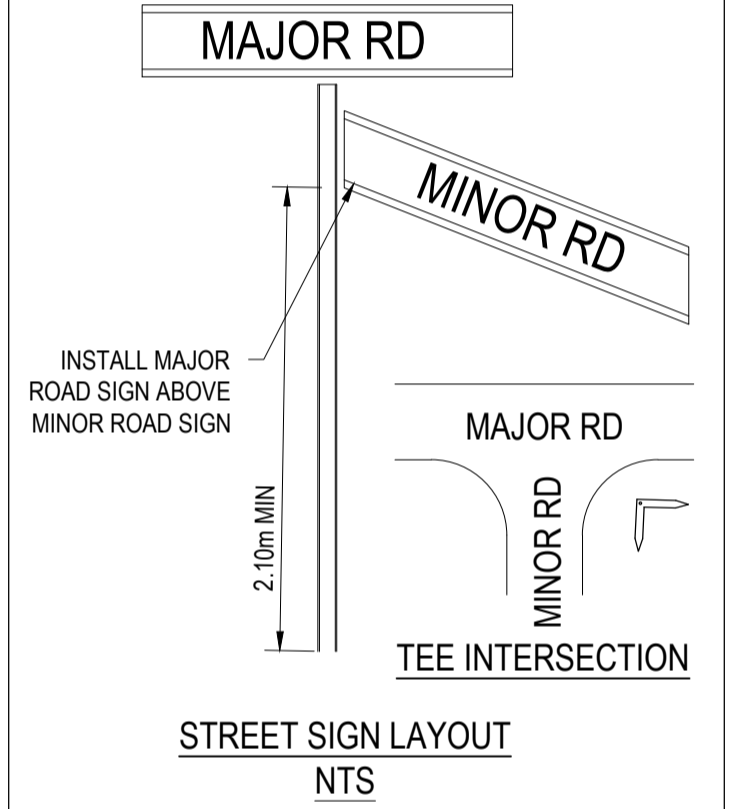 MAJOR RD
MINOR RD
INSTALL MAJOR
ROAD SIGN ABOVE
MINOR ROAD SIGN
2.10m MIN
MAJOR RD
MINOR RD
TEE INTERSECTION
STREET SIGN LAYOUT
NTS